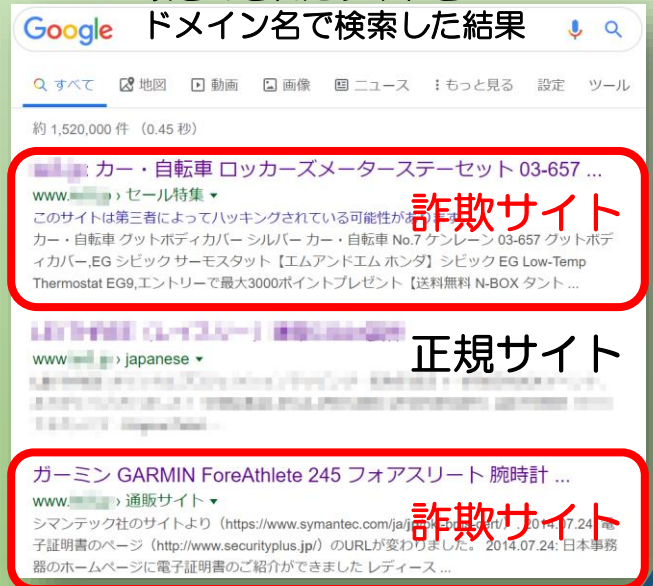 ドメイン名で検索した結果
Google
すべて 地図 動画 画像 ニュース もっと見る 設定 ツール
約 1,520,000 件 （0.45 秒）
: カー・自転車 ロッカーズメーターステーセット 03-657 ...
www. › セール特集
詐欺サイト
このサイトは第三者によってハッキングされている可能性があります
カー・自転車 グットボディカバー シルバー カー・自転車 No.7 ケンレーン 03-657 グットボデ
ィカバー,EG シビック サーモスタット【エムアンドエム ホンダ】シビック EG Low-Temp
Thermostat EG9,エントリーで最大3000ポイントプレゼント【送料無料 N-BOX タント ...
www › japanese
正規サイト
ガーミン GARMIN ForeAthlete 245 フォアスリート 腕時計 ...
www. › 通販サイト
詐欺サイト
シマンテック社のサイトより（https://www.symantec.com/ja/jp/ 2014.07.24: 電
子証明書のページ（http://www.securityplus.jp/）のURLが変わりました。 2014.07.24: 日本事務
器のホームページに電子証明書のご紹介ができました レディース ...